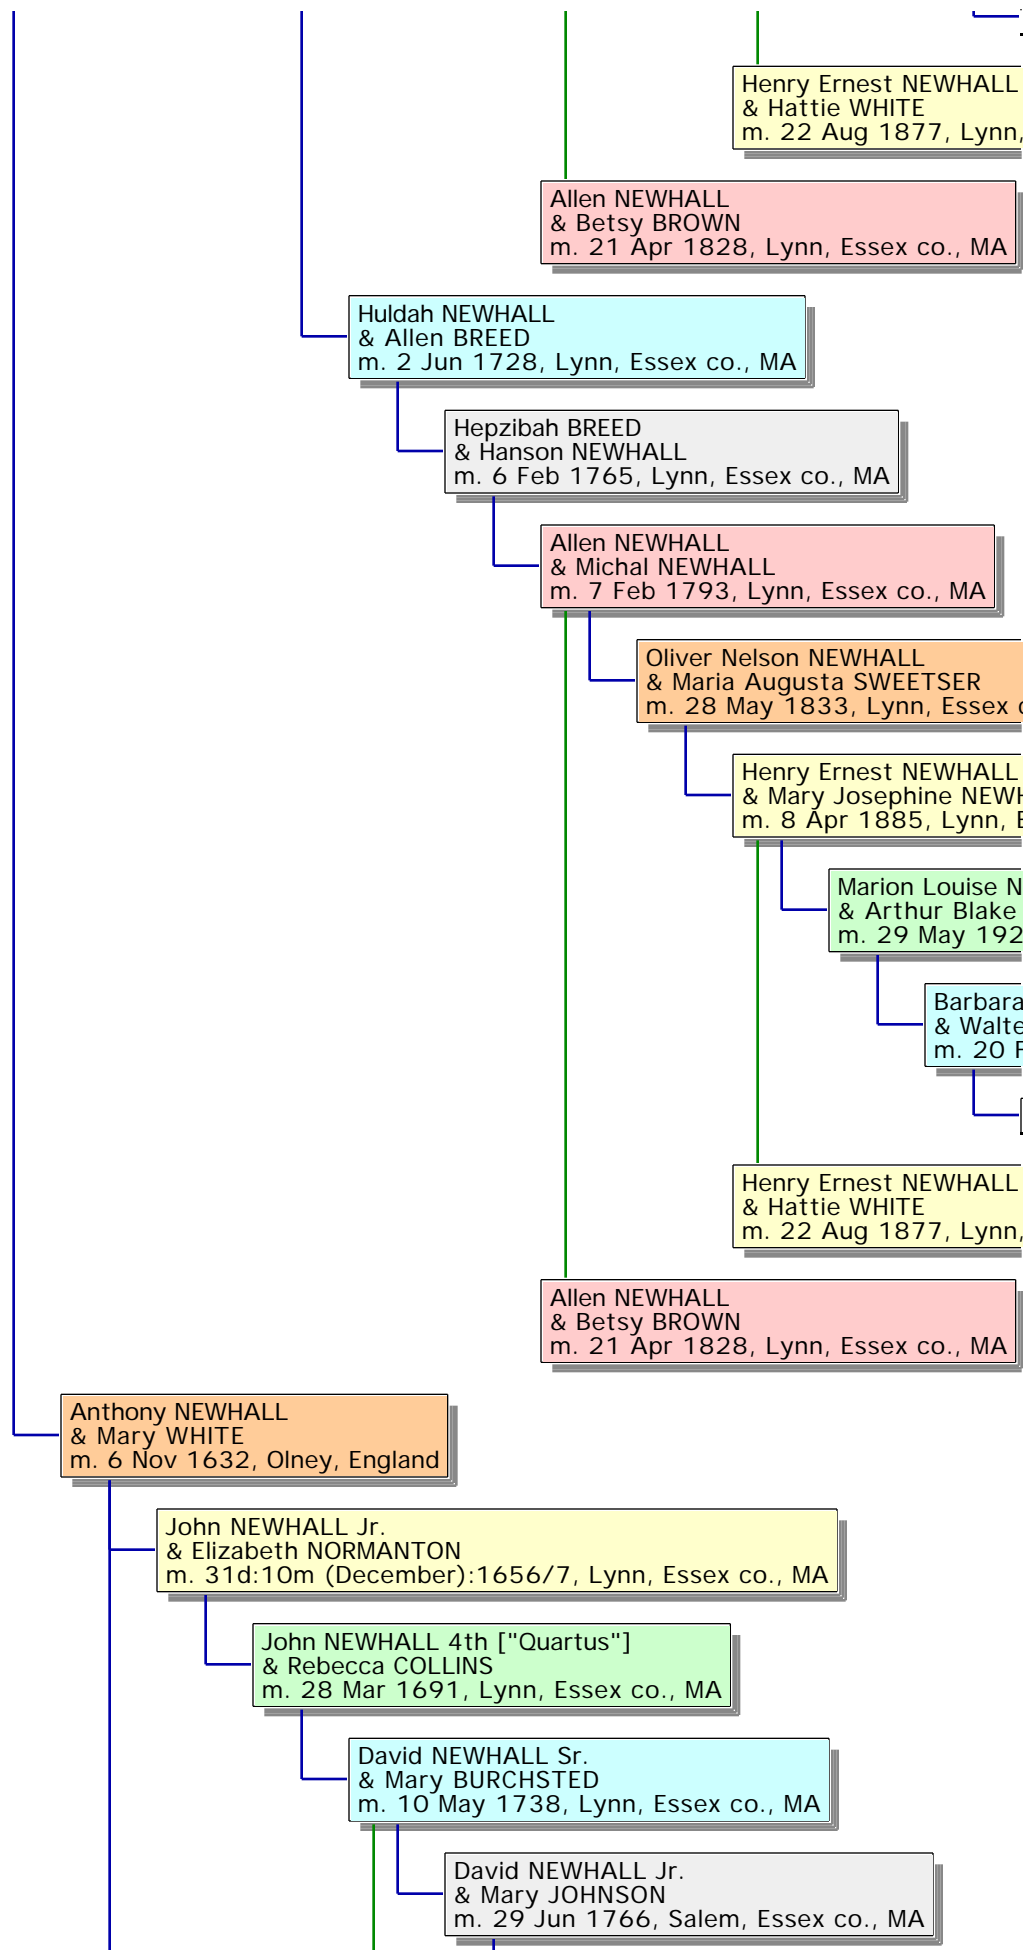 Henry Ernest NEWHALL
& Hattie WHITE
m. 22 Aug 1877, Lynn,
Allen NEWHALL
& Betsy BROWN
m. 21 Apr 1828, Lynn, Essex co., MA
Huldah NEWHALL
& Allen BREED
m. 2 Jun 1728, Lynn, Essex co., MA
Hepzibah BREED
& Hanson NEWHALL
m. 6 Feb 1765, Lynn, Essex co., MA
Allen NEWHALL
& Michal NEWHALL
m. 7 Feb 1793, Lynn, Essex co., MA
Oliver Nelson NEWHALL
& Maria Augusta SWEETSER
m. 28 May 1833, Lynn, Essex
Henry Ernest NEWHALL
& Mary Josephine
m. 8 Apr 1885, Lynn,
Marion Louise N
& Arthur Blake
m. 29 May 192
Barbara
& Walte
m. 20
Henry Ernest NEWHALL
& Hattie WHITE
m. 22 Aug 1877, Lynn,
Allen NEWHALL
& Betsy BROWN
m. 21 Apr 1828, Lynn, Essex co., MA
Anthony NEWHALL
& Mary WHITE
m. 6 Nov 1632, Olney, England
John NEWHALL Jr.
& Elizabeth NORMANTON
m. 31d:10m (December):1656/7, Lynn, Essex co., MA
John NEWHALL 4th ["Quartus"]
& Rebecca COLLINS
m. 28 Mar 1691, Lynn, Essex co., MA
David NEWHALL Sr.
& Mary BURCHSTED
m. 10 May 1738, Lynn, Essex co., MA
David NEWHALL Jr.
& Mary JOHNSON
m. 29 Jun 1766, Salem, Essex co., MA